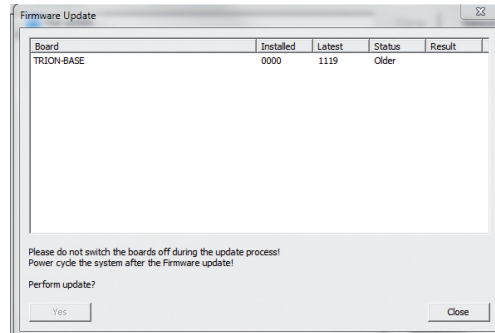 Firmware Update
Board Installed Latest Status Result
TRION-BASE 0000 1119 Older
Please do not switch the boards off during the update process!
Power cycle the system after the Firmware update!
Perform update?
Yes Close